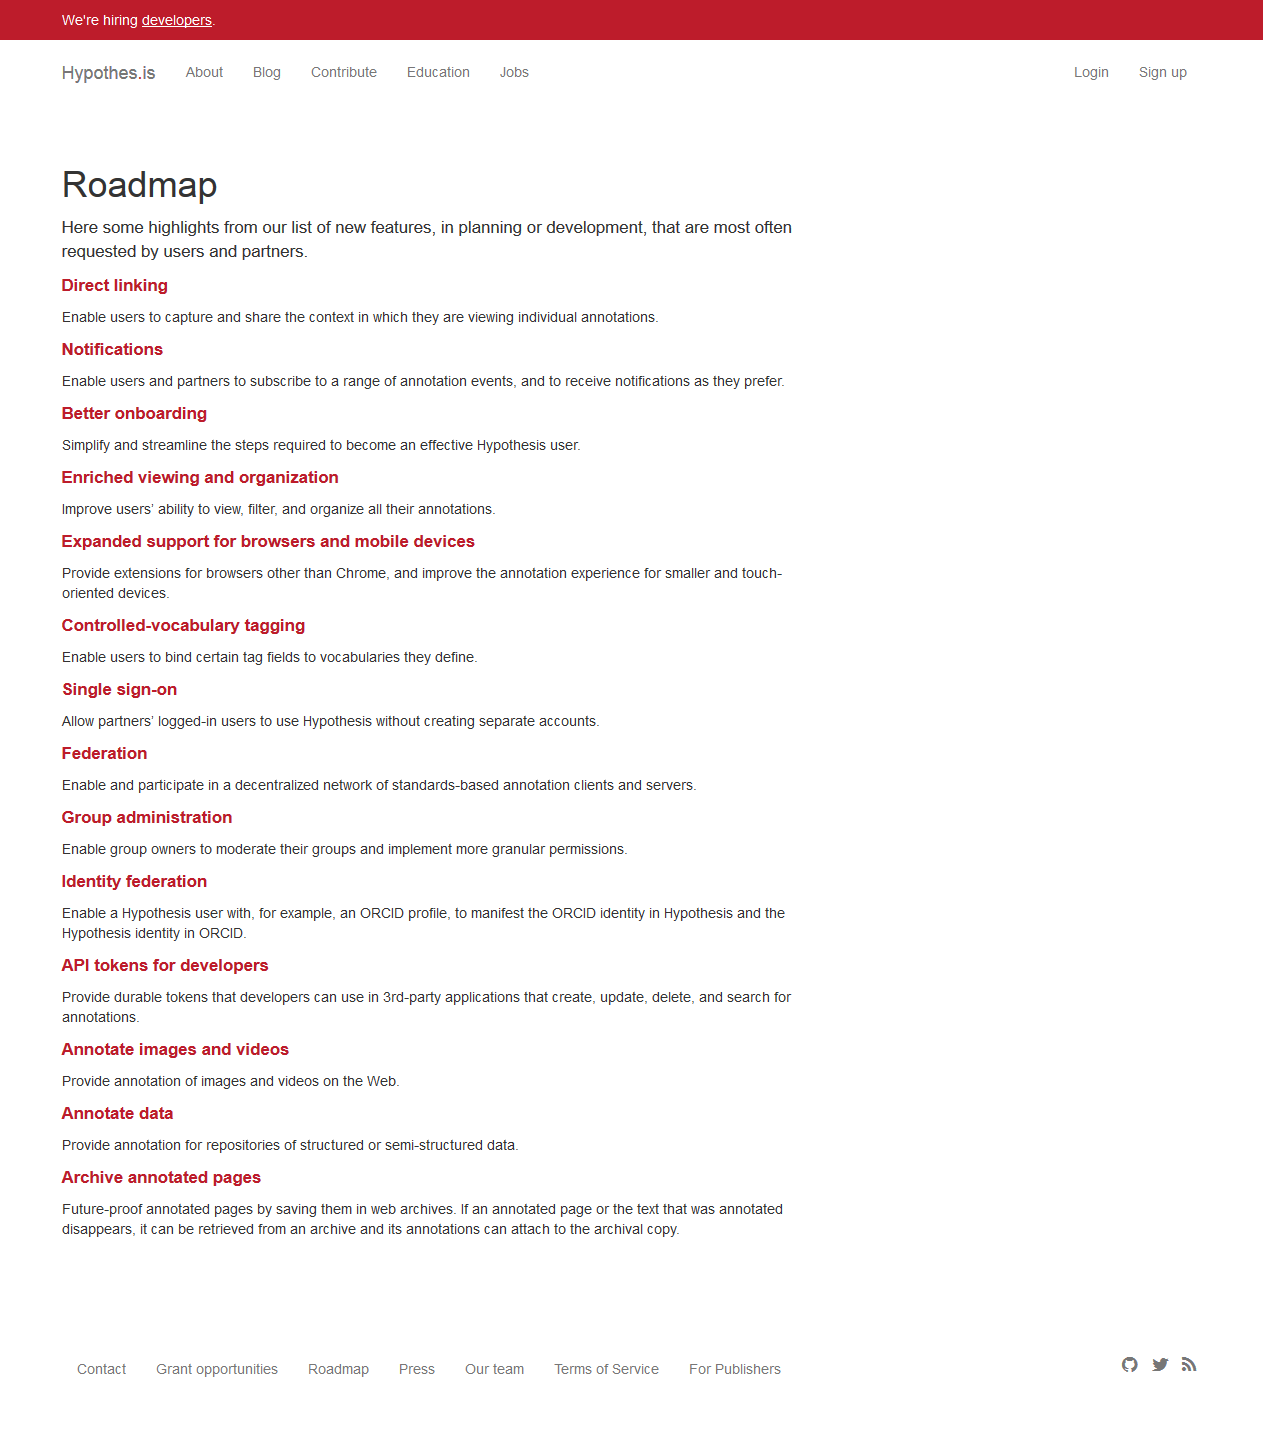 We're hiring developers.
Hypothes.is About Blog Contribute Education Jobs Login Sign up
Roadmap
Here some highlights from our list of new features, in planning or development, that are most often
requested by users and partners.
Direct linking
Enable users to capture and share the context in which they are viewing individual annotations.
Notifications
Enable users and partners to subscribe to a range of annotation events, and to receive notifications as they prefer.
Better onboarding
Simplify and streamline the steps required to become an effective Hypothesis user.
Enriched viewing and organization
Improve users’ ability to view, filter, and organize all their annotations.
Expanded support for browsers and mobile devices
Provide extensions for browsers other than Chrome, and improve the annotation experience for smaller and touch-
oriented devices.
Controlled-vocabulary tagging
Enable users to bind certain tag fields to vocabularies they define.
Single sign-on
Allow partners’ logged-in users to use Hypothesis without creating separate accounts.
Federation
Enable and participate in a decentralized network of standards-based annotation clients and servers.
Group administration
Enable group owners to moderate their groups and implement more granular permissions.
Identity federation
Enable a Hypothesis user with, for example, an ORCID profile, to manifest the ORCID identity in Hypothesis and the
Hypothesis identity in ORCID.
API tokens for developers
Provide durable tokens that developers can use in 3rd-party applications that create, update, delete, and search for
annotations.
Annotate images and videos
Provide annotation of images and videos on the Web.
Annotate data
Provide annotation for repositories of structured or semi-structured data.
Archive annotated pages
Future-proof annotated pages by saving them in web archives. If an annotated page or the text that was annotated
disappears, it can be retrieved from an archive and its annotations can attach to the archival copy.
Contact Grant opportunities Roadmap Press Our team Terms of Service For Publishers